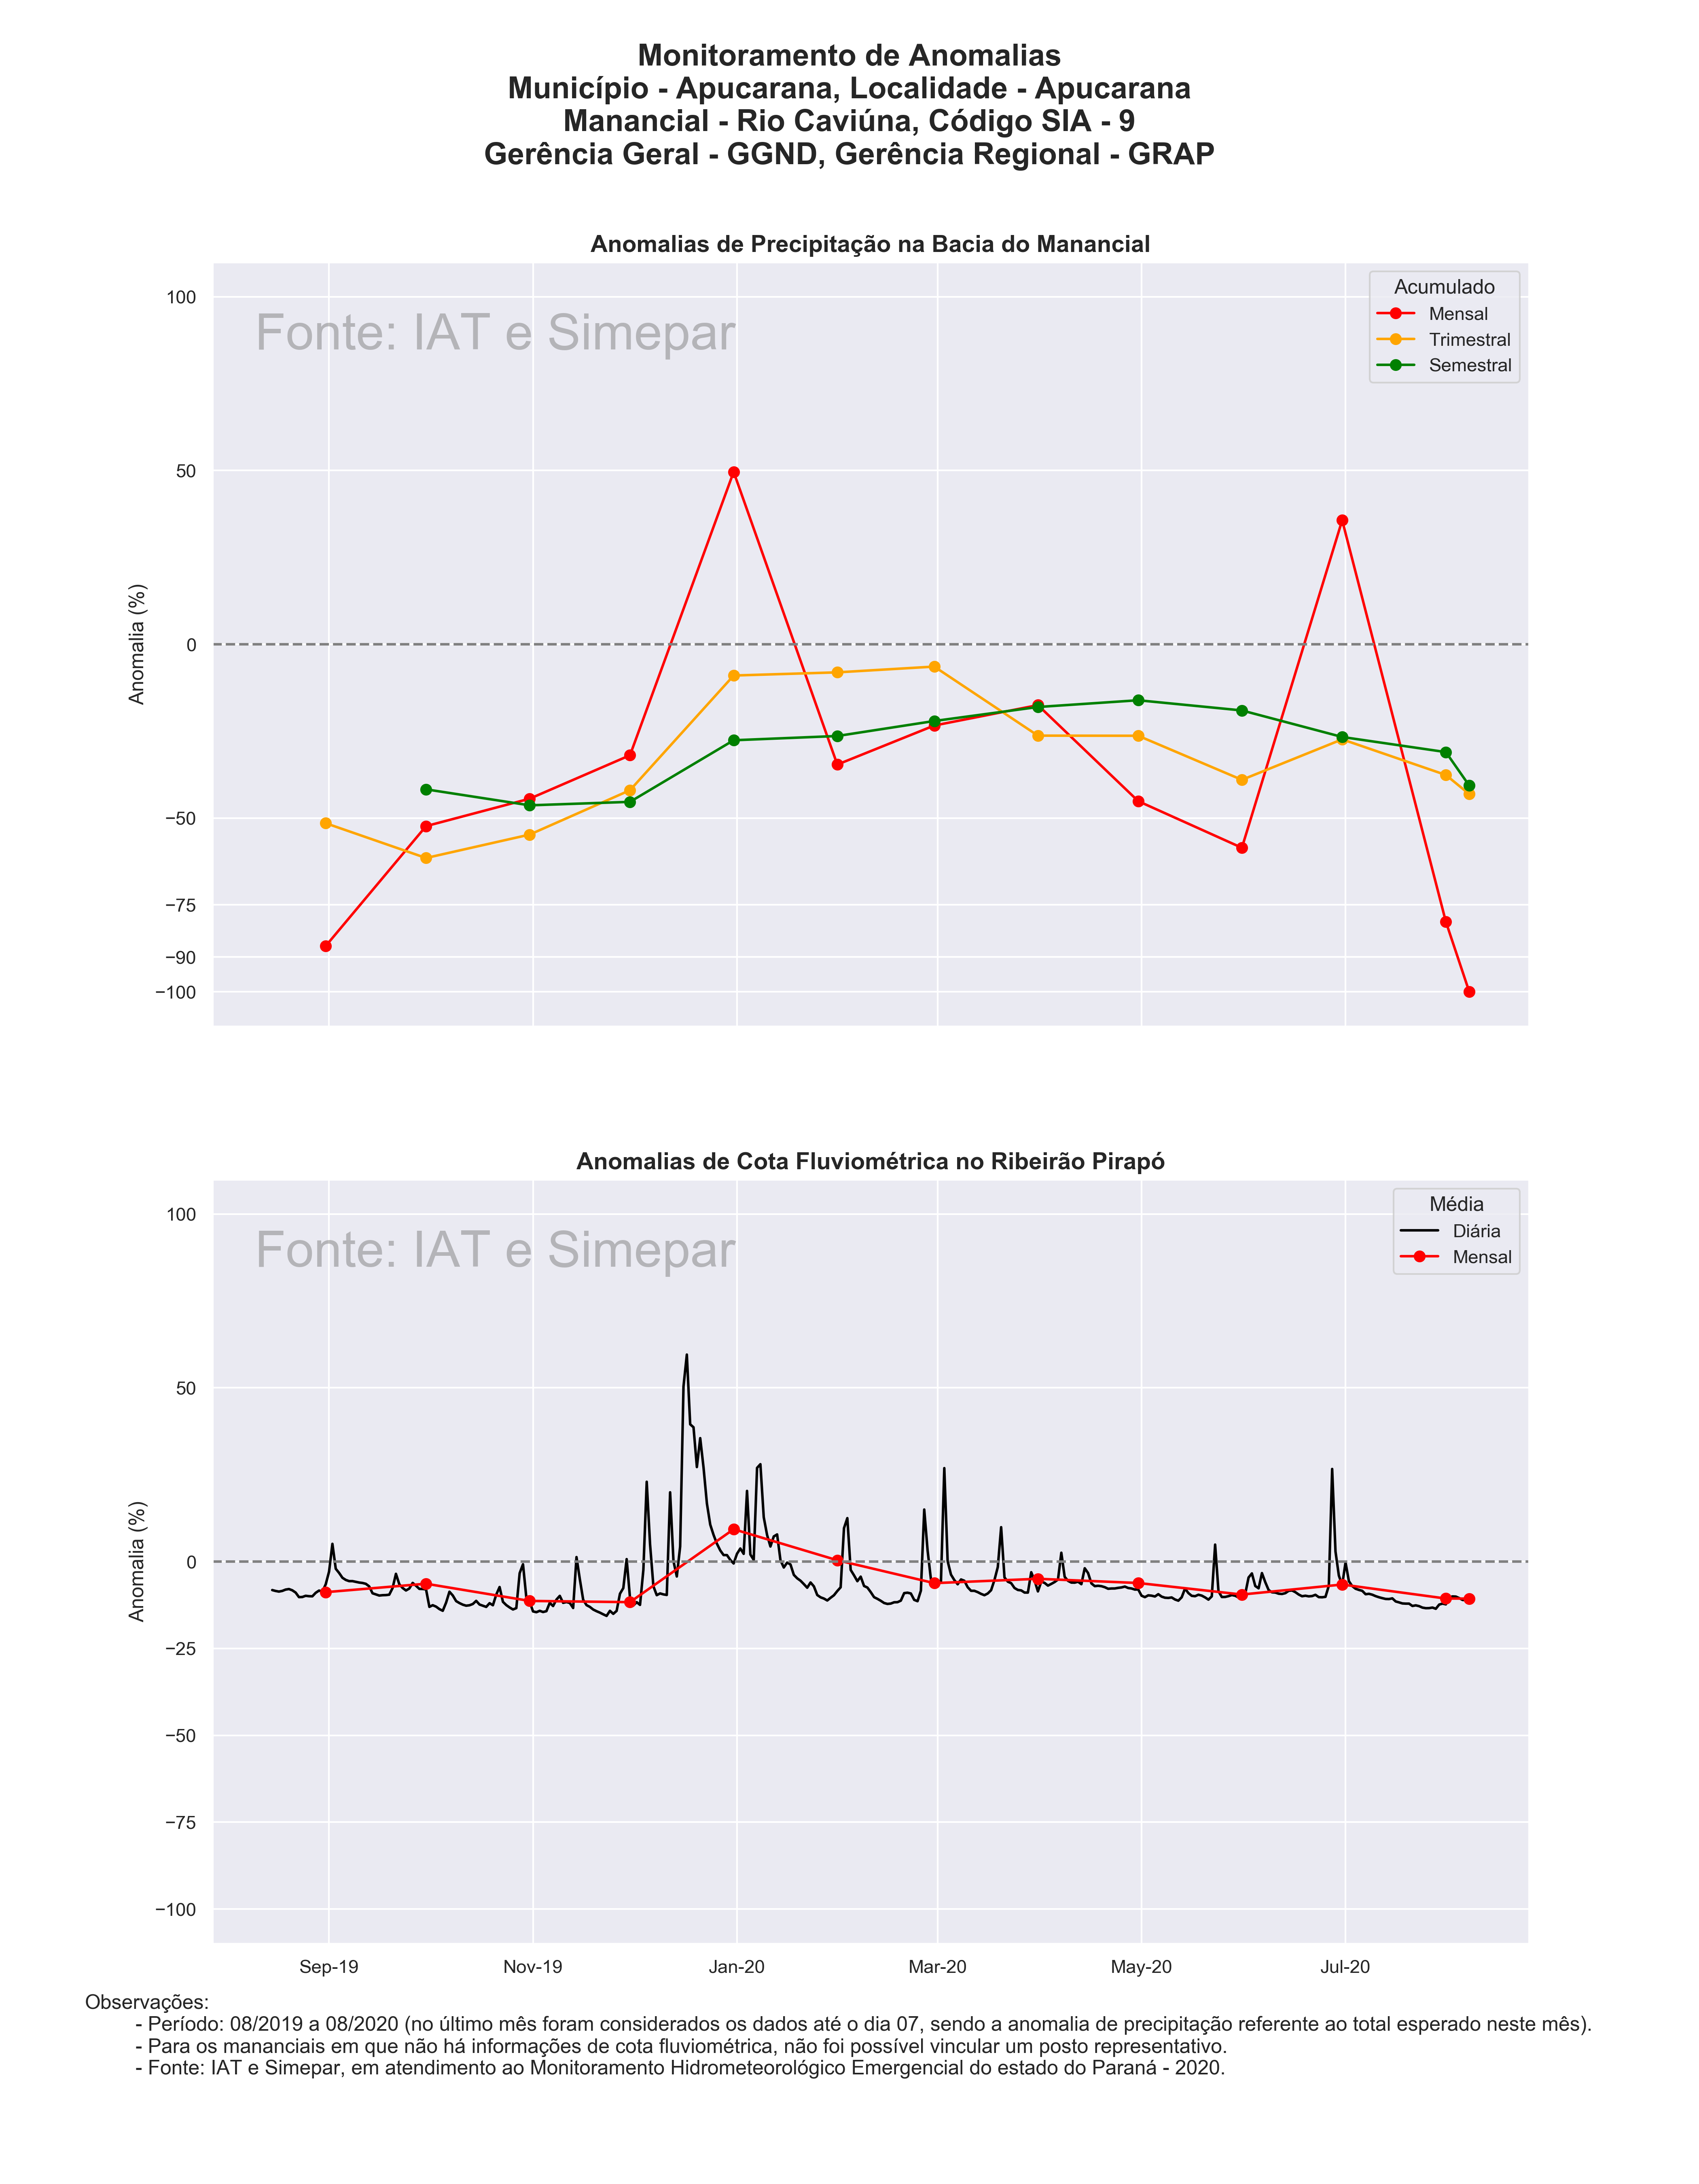 Monitoramento de Anomalias
Município - Apucarana, Localidade - Apucarana
Manancial - Rio Caviúna, Código SIA - 9
Gerência Geral - GGND, Gerência Regional - GRAP
Anomalias de Precipitação na Bacia do Manancial
Fonte: IAT e Simepar
Acumulado
Mensal
Trimestral
Semestral
Anomalia (%)
100
50
0
−50
−75
−90
−100
Anomalias de Cota Fluviométrica no Ribeirão Pirapó
Fonte: IAT e Simepar
Média
Diária
Mensal
Anomalia (%)
100
50
0
−25
−50
−75
−100
Sep-19 Nov-19 Jan-20 Mar-20 May-20 Jul-20
Observações:
- Período: 08/2019 a 08/2020 (no último mês foram considerados os dados até o dia 07, sendo a anomalia de precipitação referente ao total esperado neste mês).
- Para os mananciais em que não há informações de cota fluviométrica, não foi possível vincular um posto representativo.
- Fonte: IAT e Simepar, em atendimento ao Monitoramento Hidrometeorológico Emergencial do estado do Paraná - 2020.